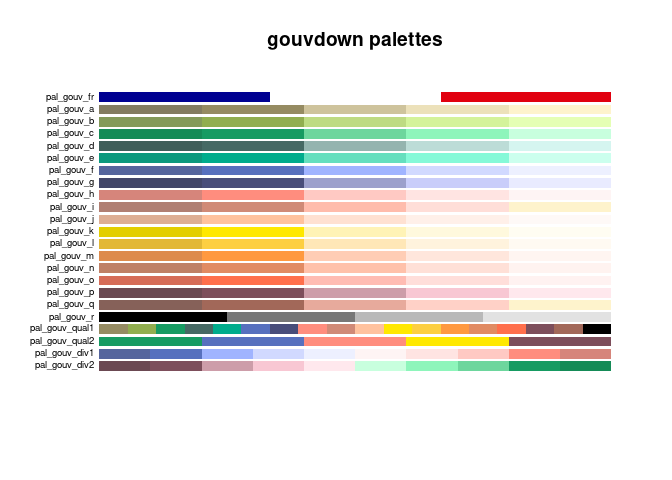 gouvdown palettes
pal_gouv_fr
pal_gouv_a
pal_gouv_b
pal_gouv_c
pal_gouv_d
pal_gouv_e
pal_gouv_f
pal_gouv_g
pal_gouv_h
pal_gouv_i
pal_gouv_j
pal_gouv_k
pal_gouv_l
pal_gouv_m
pal_gouv_n
pal_gouv_o
pal_gouv_p
pal_gouv_q
pal_gouv_r
pal_gouv_qual1
pal_gouv_qual2
pal_gouv_div1
pal_gouv_div2